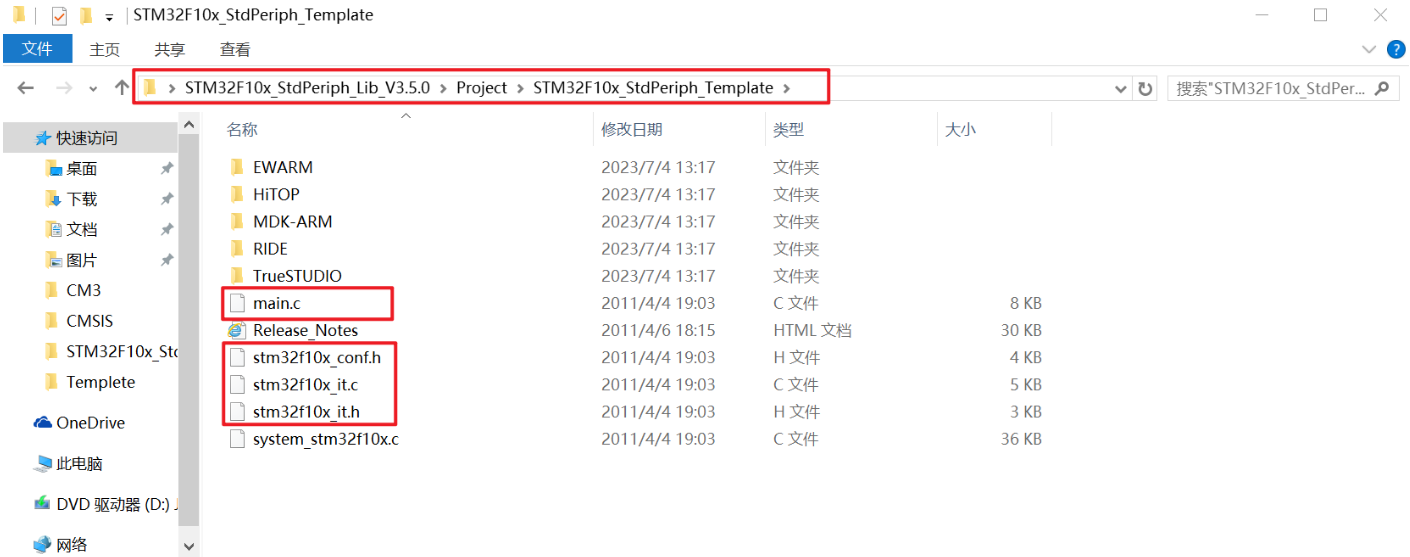 STM32F10x_StdPeriph_Template
文件 主页 共享 查看
STM32F10x_StdPeriph_Lib_V3.5.0 > Project > STM32F10x_StdPeriph_Template > 搜索"STM32F10x_StdPer...
名称 修改日期 类型 大小
快速访问
桌面
下载
文档
图片
CM3
CMSIS
STM32F10x_Std
Templete
OneDrive
此电脑
DVD 驱动器 (D:) J
网络
EWARM 2023/7/4 13:17 文件夹
HiTOP 2023/7/4 13:17 文件夹
MDK-ARM 2023/7/4 13:17 文件夹
RIDE 2023/7/4 13:17 文件夹
TrueSTUDIO 2023/7/4 13:17 文件夹
main.c 2011/4/4 19:03 C 文件 8 KB
Release_Notes 2011/4/6 18:15 HTML 文档 30 KB
stm32f10x_conf.h 2011/4/4 19:03 H 文件 4 KB
stm32f10x_it.c 2011/4/4 19:03 C 文件 5 KB
stm32f10x_it.h 2011/4/4 19:03 H 文件 3 KB
system_stm32f10x.c 2011/4/4 19:03 C 文件 36 KB